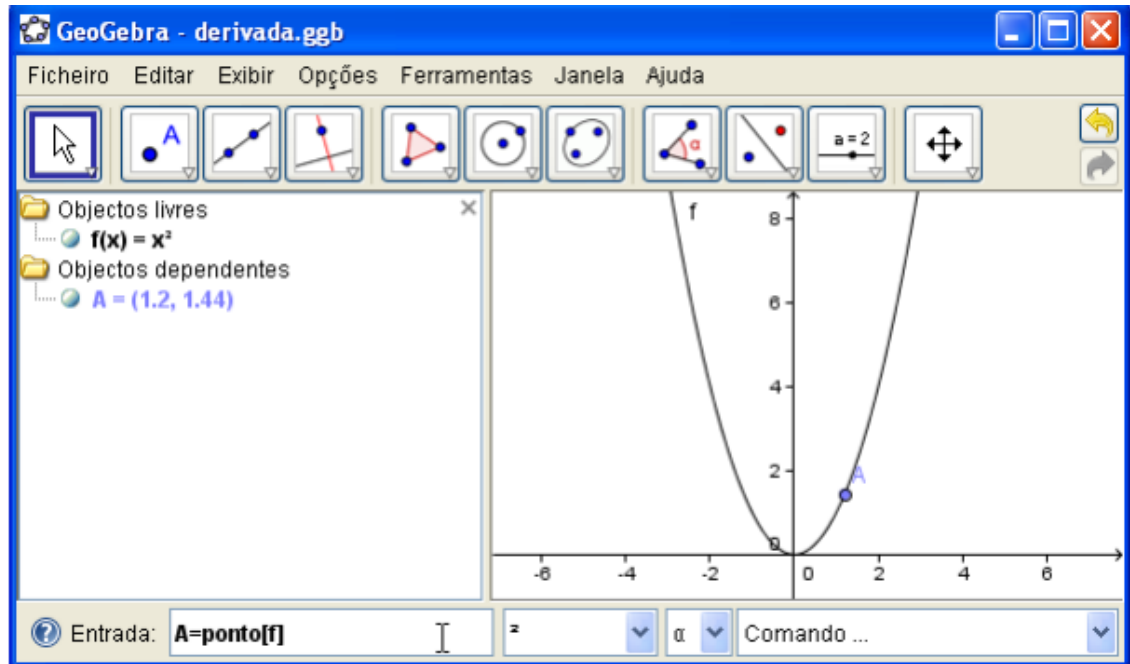 GeoGebra - derivada.ggb
Ficheiro Editar Exibir Opções Ferramentas Janela Ajuda
A α a = 2
Objectos livres
f(x) = x²
Objectos dependentes
A = (1.2, 1.44)
f
8
6
4
2
A
0
-6 -4 -2 0 2 4 6
Entrada: A=ponto[f] ² α Comando ...